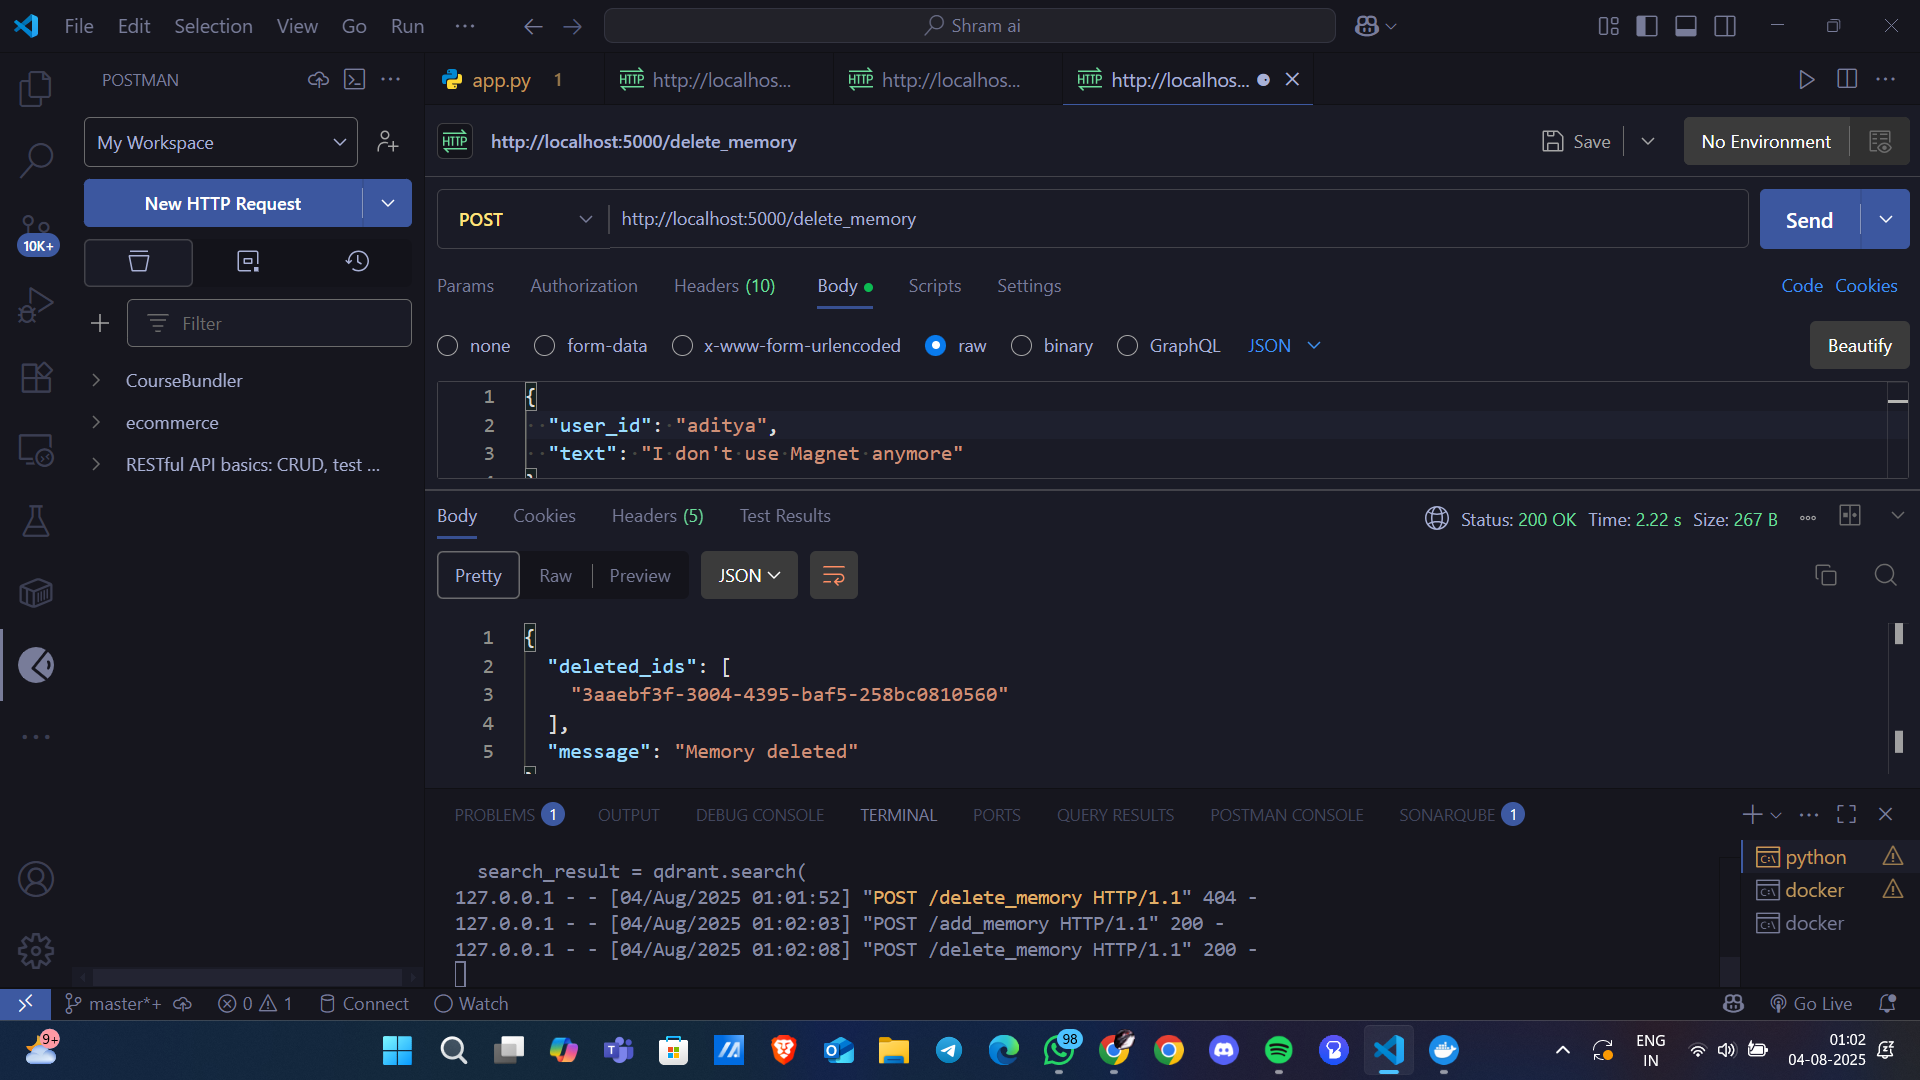 File Edit Selection View Go Run ··· Shram ai
POSTMAN
app.py 1
http://localhos...
http://localhos...
http://localhos...
My Workspace
HTTP http://localhost:5000/delete_memory
Save
No Environment
New HTTP Request
POST http://localhost:5000/delete_memory
Send
10K+
Params Authorization Headers (10) Body Scripts Settings
Code Cookies
Filter
none form-data x-www-form-urlencoded raw binary GraphQL JSON
Beautify
CourseBundler
ecommerce
RESTful API basics: CRUD, test ...
1 {
2 "user_id": "aditya",
3 "text": "I don't use Magnet anymore"
Body Cookies Headers (5) Test Results
Status: 200 OK Time: 2.22 s Size: 267 B
Pretty Raw Preview JSON
1 {
2 "deleted_ids": [
3 "3aaebf3f-3004-4395-baf5-258bc0810560"
4 ],
5 "message": "Memory deleted"
PROBLEMS 1 OUTPUT DEBUG CONSOLE TERMINAL PORTS QUERY RESULTS POSTMAN CONSOLE SONARQUBE 1
search_result = qdrant.search(
127.0.0.1 - - [04/Aug/2025 01:01:52] "POST /delete_memory HTTP/1.1" 404 -
127.0.0.1 - - [04/Aug/2025 01:02:03] "POST /add_memory HTTP/1.1" 200 -
127.0.0.1 - - [04/Aug/2025 01:02:08] "POST /delete_memory HTTP/1.1" 200 -
python
docker
docker
master*+ 0 1 Connect Watch
Go Live
9+
98
ENG
IN
01:02
04-08-2025